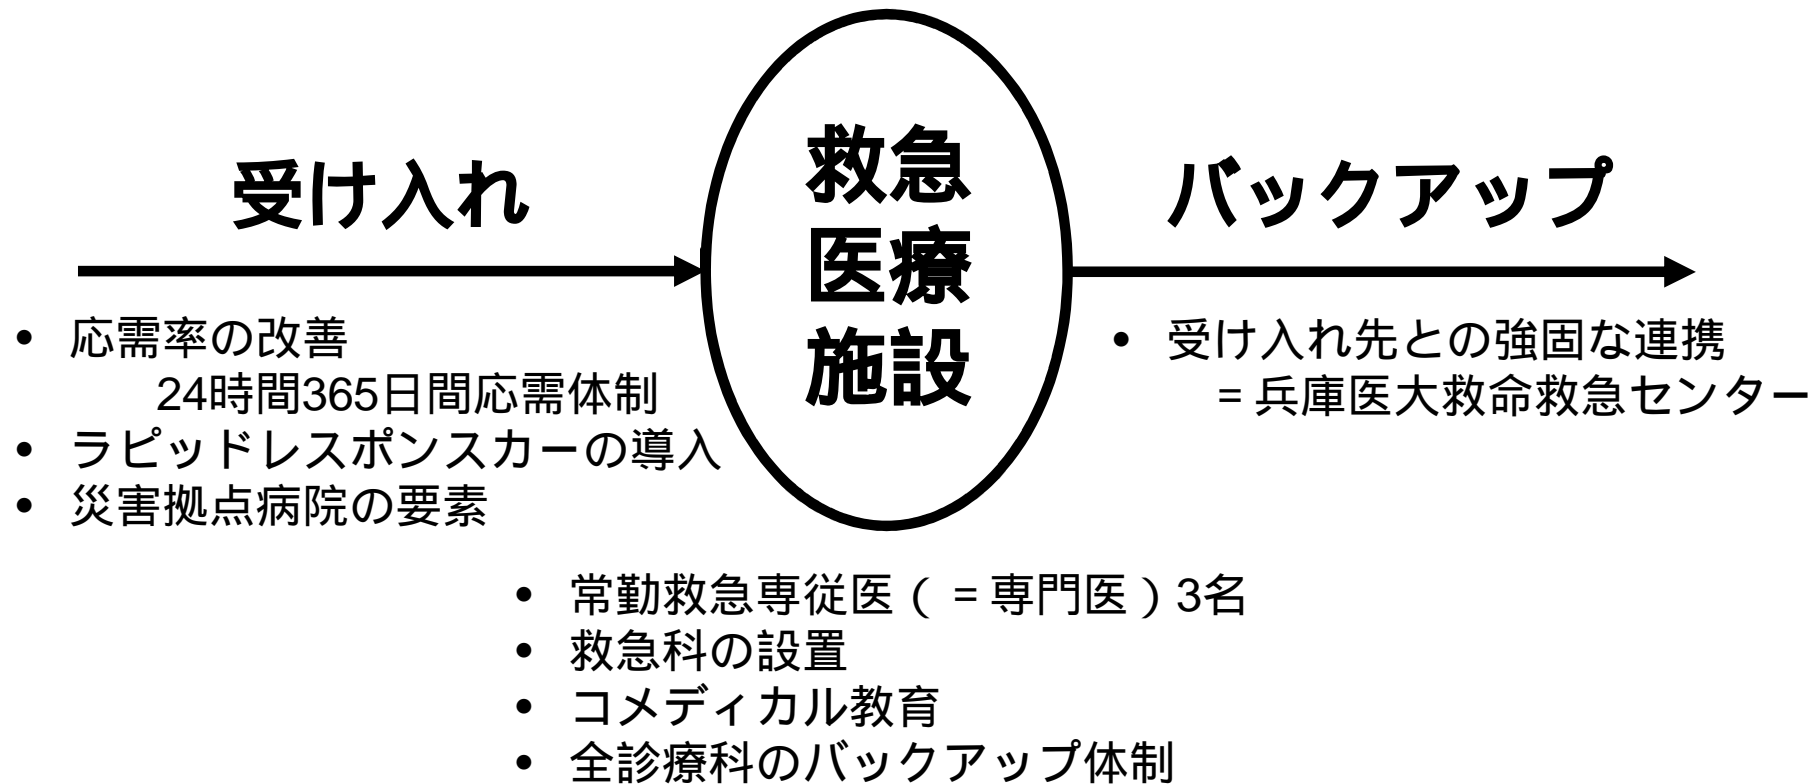 受け入れ
救急
医療
施設
バックアップ
• 応需率の改善
24時間365日間応需体制
• ラピッドレスポンスカーの導入
• 災害拠点病院の要素
• 受け入れ先との強固な連携
= 兵庫医大救命救急センター
• 常勤救急専従医( = 専門医 ) 3名
• 救急科の設置
• コメディカル教育
• 全診療科のバックアップ体制